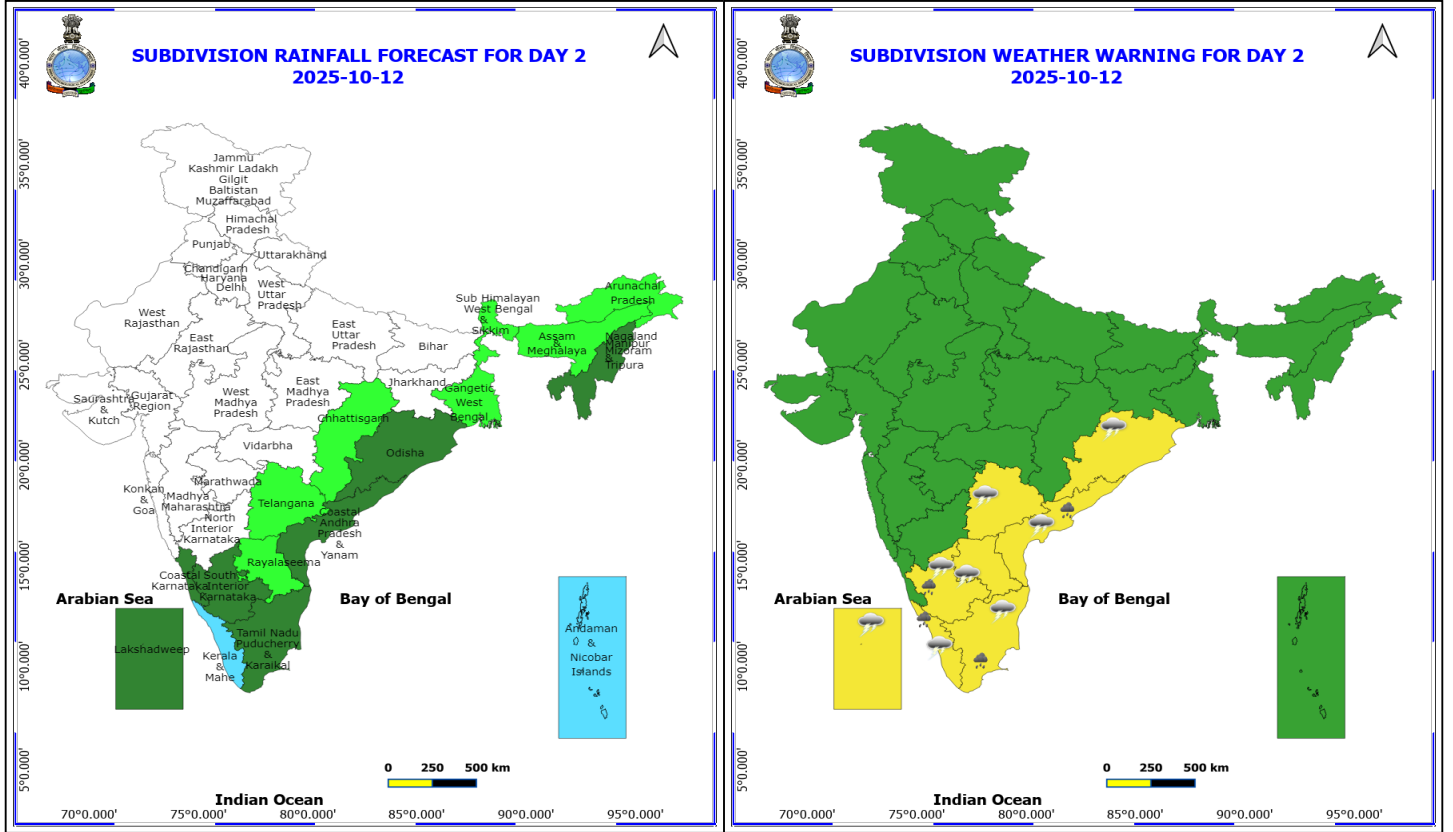 SUBDIVISION RAINFALL FORECAST FOR DAY 2
2025-10-12
40°0.000'
35°0.000'
30°0.000'
25°0.000'
20°0.000'
15°0.000'
10°0.000'
5°0.000'
Jammu
Kashmir Ladakh
Gilgit
Baltistan
Muzaffarabad
Himachal
Pradesh
Punjab
Uttarakhand
Chandigarh
Haryana
Delhi
West
Uttar
Pradesh
West
Rajasthan
East
Rajasthan
East
Uttar
Pradesh
Bihar
Sub Himalayan
West Bengal
&
Sikkim
Arunachal
Pradesh
Assam
&
Meghalaya
Nagaland
Manipur
Mizoram
&
Tripura
Saurashtra
&
Kutch
Gujarat
Region
West
Madhya
Pradesh
East
Madhya
Pradesh
Jharkhand
Gangetic
West
Bengal
Chhattisgarh
Vidarbha
Odisha
Konkan
&
Goa
Madhya
Maharashtra
Marathwada
Telangana
North
Interior
Karnataka
Coastal
Andhra
Pradesh
&
Yanam
Rayalaseema
Coastal
Karnataka
South
Interior
Karnataka
Arabian Sea
Bay of Bengal
Lakshadweep
Kerala
&
Mahe
Tamil Nadu
Puducherry
&
Karaikal
Andaman
&
Nicobar
Islands
0 250 500 km
Indian Ocean
70°0.000' 75°0.000' 80°0.000' 85°0.000' 90°0.000' 95°0.000'
SUBDIVISION WEATHER WARNING FOR DAY 2
2025-10-12
40°0.000'
35°0.000'
30°0.000'
25°0.000'
20°0.000'
15°0.000'
10°0.000'
5°0.000'
Arabian Sea
Bay of Bengal
0 250 500 km
Indian Ocean
70°0.000' 75°0.000' 80°0.000' 85°0.000' 90°0.000' 95°0.000'